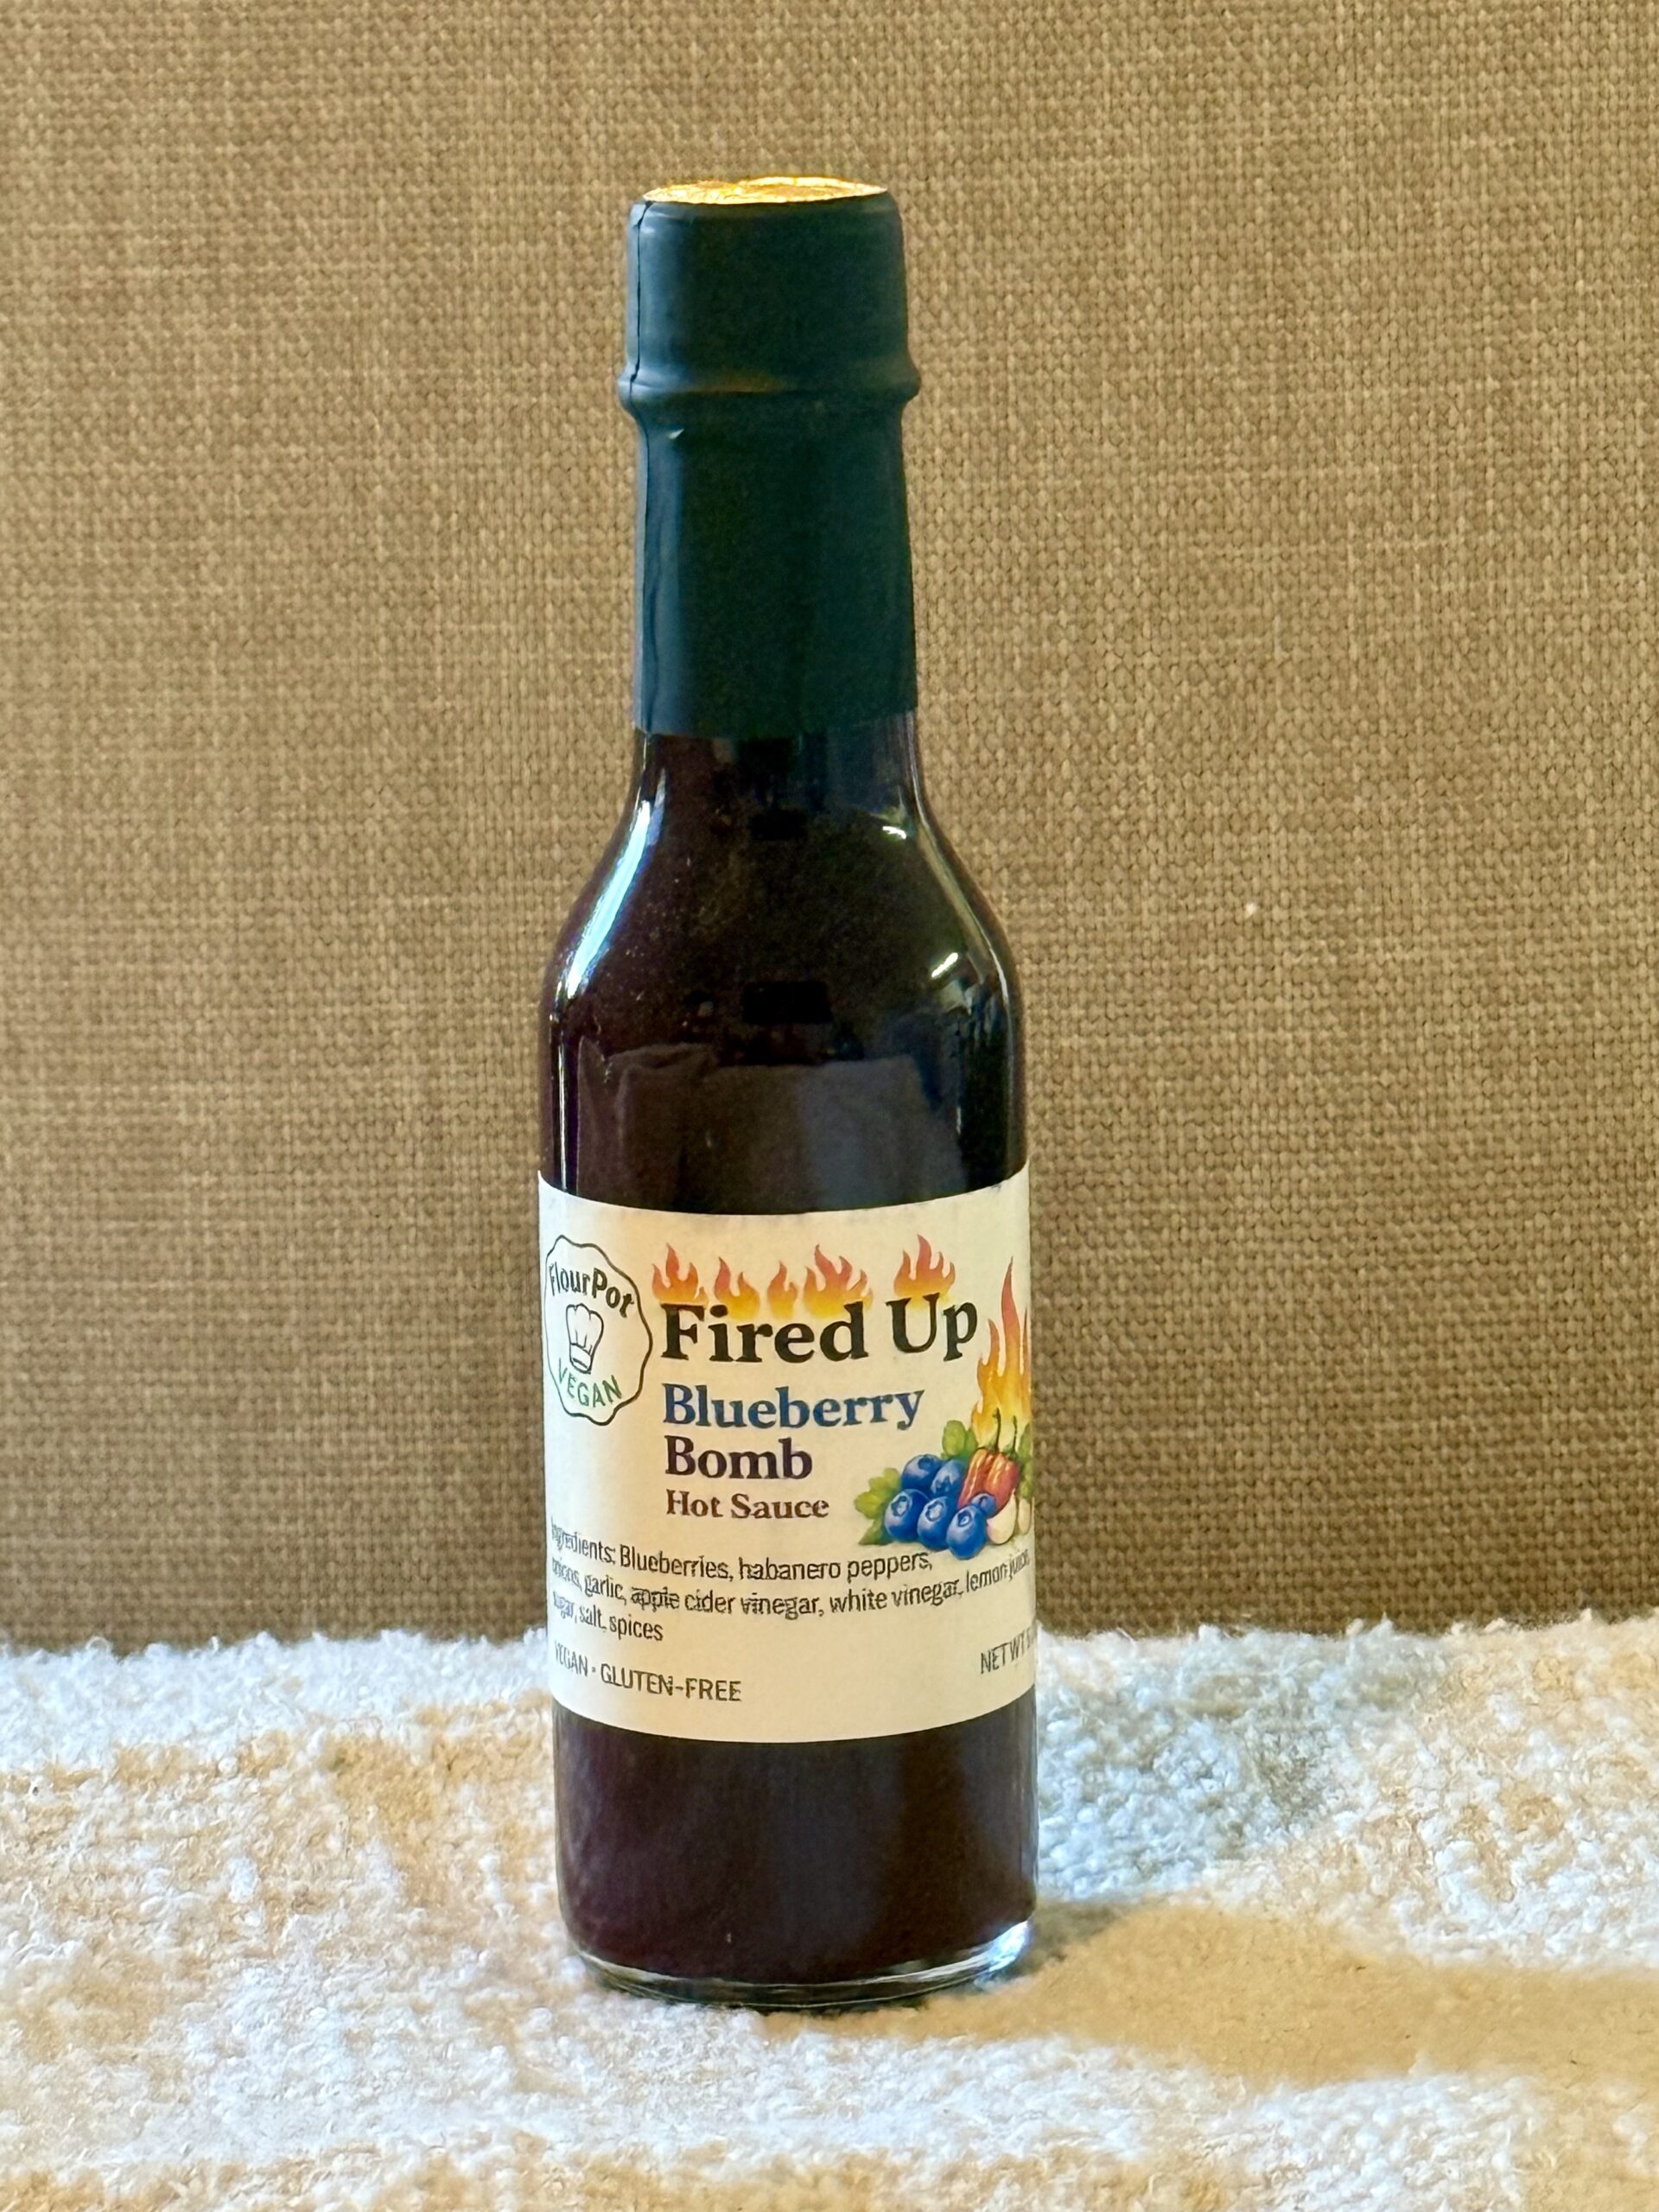 FlourPot
VEGAN
Fired Up
Blueberry
Bomb
Hot Sauce
Ingredients: Blueberries, habanero peppers,
onions, garlic, apple cider vinegar, white vinegar, lemon juice,
sugar, salt, spices
VEGAN • GLUTEN-FREE
NET WT